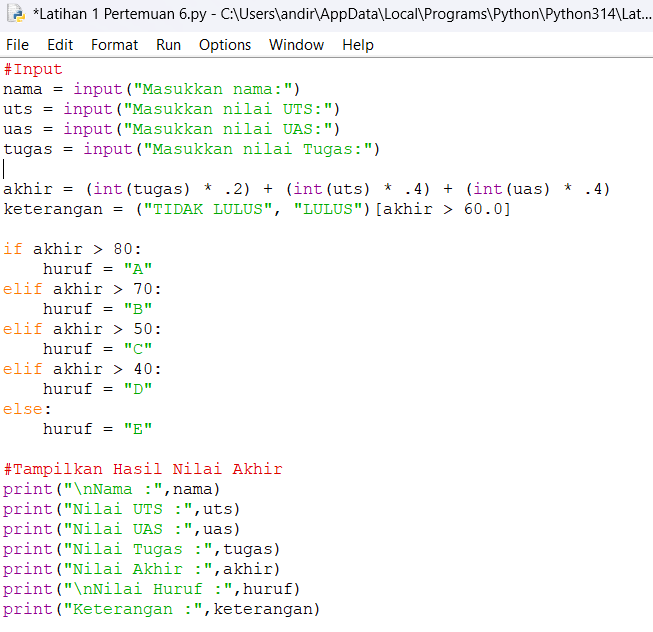 *Latihan 1 Pertemuan 6.py - C:\Users\andir\AppData\Local\Programs\Python\Python314\Lat...
File Edit Format Run Options Window Help
#Input
nama = input("Masukkan nama:")
uts = input("Masukkan nilai UTS:")
uas = input("Masukkan nilai UAS:")
tugas = input("Masukkan nilai Tugas:")
akhir = (int(tugas) * .2) + (int(uts) * .4) + (int(uas) * .4)
keterangan = ("TIDAK LULUS", "LULUS")[akhir > 60.0]
if akhir > 80:
    huruf = "A"
elif akhir > 70:
    huruf = "B"
elif akhir > 50:
    huruf = "C"
elif akhir > 40:
    huruf = "D"
else:
    huruf = "E"
#Tampilkan Hasil Nilai Akhir
print("\nNama :",nama)
print("Nilai UTS :",uts)
print("Nilai UAS :",uas)
print("Nilai Tugas :",tugas)
print("Nilai Akhir :",akhir)
print("\nNilai Huruf :",huruf)
print("Keterangan :",keterangan)